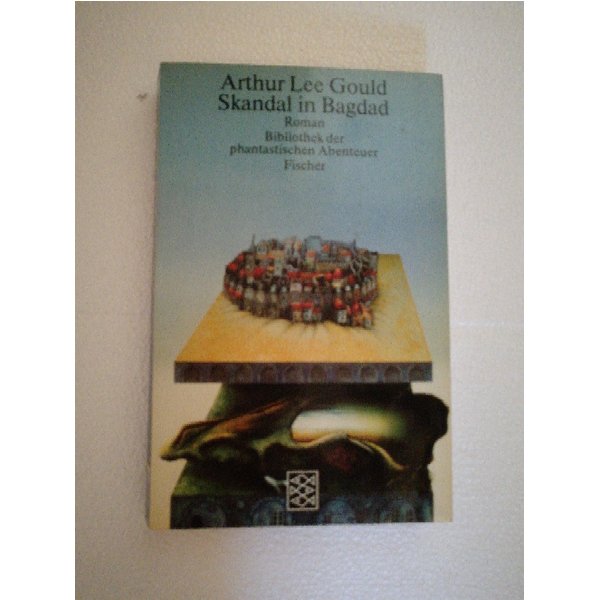 Arthur Lee Gould
Skandal in Bagdad
Roman
Bibliothek der
phantastischen Abenteuer
Fischer